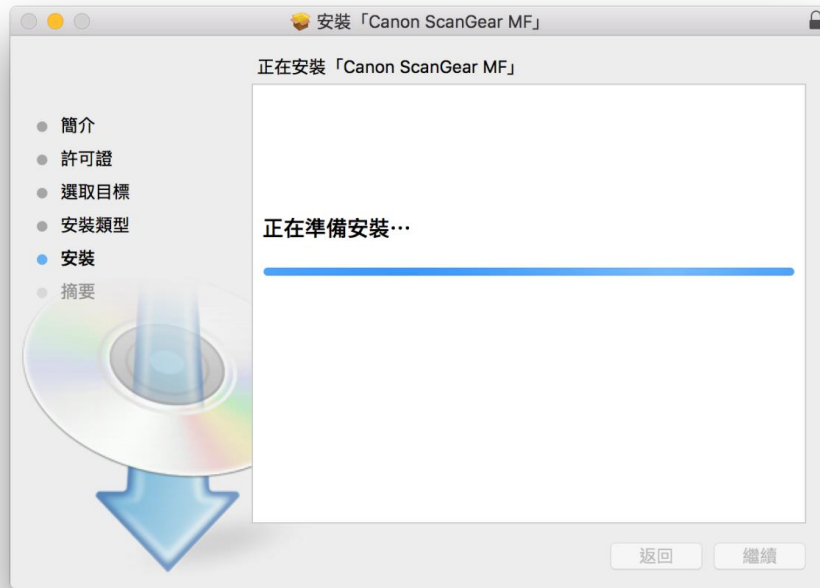 安裝「Canon ScanGear MF」
正在安裝「Canon ScanGear MF」
簡介
許可證
選取目標
安裝類型
安裝
摘要
正在準備安裝⋯
返回
繼續